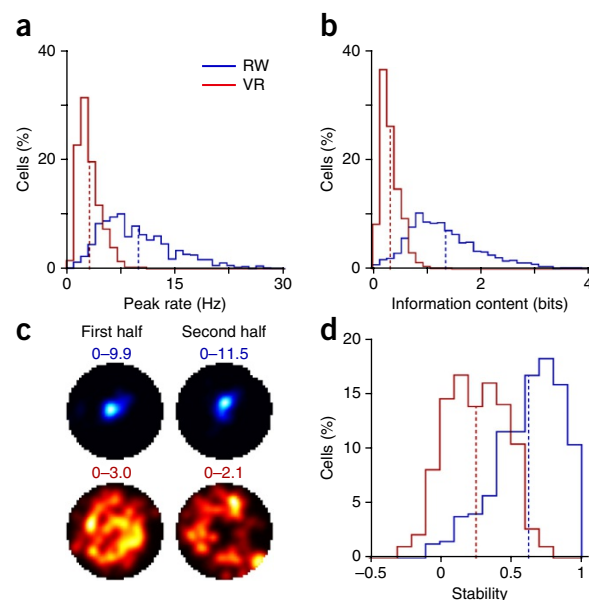 a
40
20
0
Cells (%)
RW
VR
0 15 30
Peak rate (Hz)
b
40
20
0
Cells (%)
0 2 4
Information content (bits)
c
First half Second half
0–9.9 0–11.5
0–3.0 0–2.1
d
20
15
10
5
0
Cells (%)
–0.5 0 0.5 1
Stability